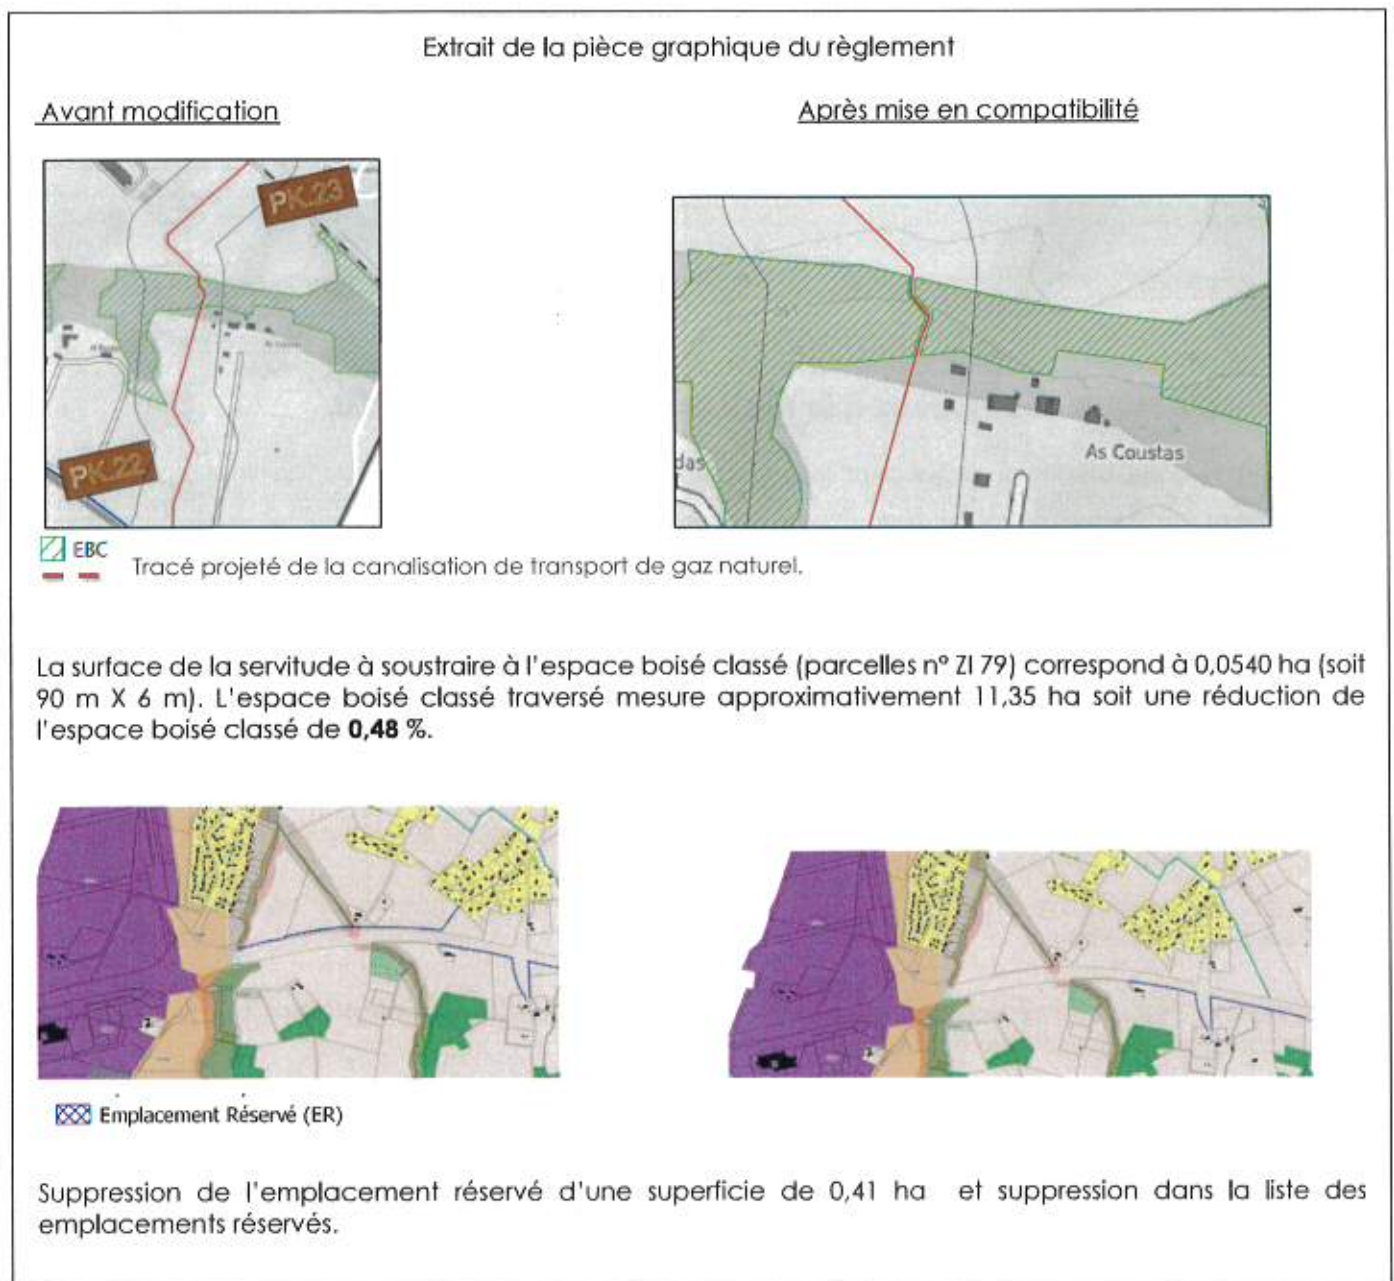 Extrait de la pièce graphique du règlement
Avant modification
Après mise en compatibilité
PK.23
PK.22
das
As Coustas
EBC
Tracé projeté de la canalisation de transport de gaz naturel.
La surface de la servitude à soustraire à l'espace boisé classé (parcelles n° ZI 79) correspond à 0,0540 ha (soit
90 m X 6 m). L'espace boisé classé traversé mesure approximativement 11,35 ha soit une réduction de
l'espace boisé classé de 0,48 %.
Emplacement Réservé (ER)
Suppression de l'emplacement réservé d'une superficie de 0,41 ha et suppression dans la liste des
emplacements réservés.